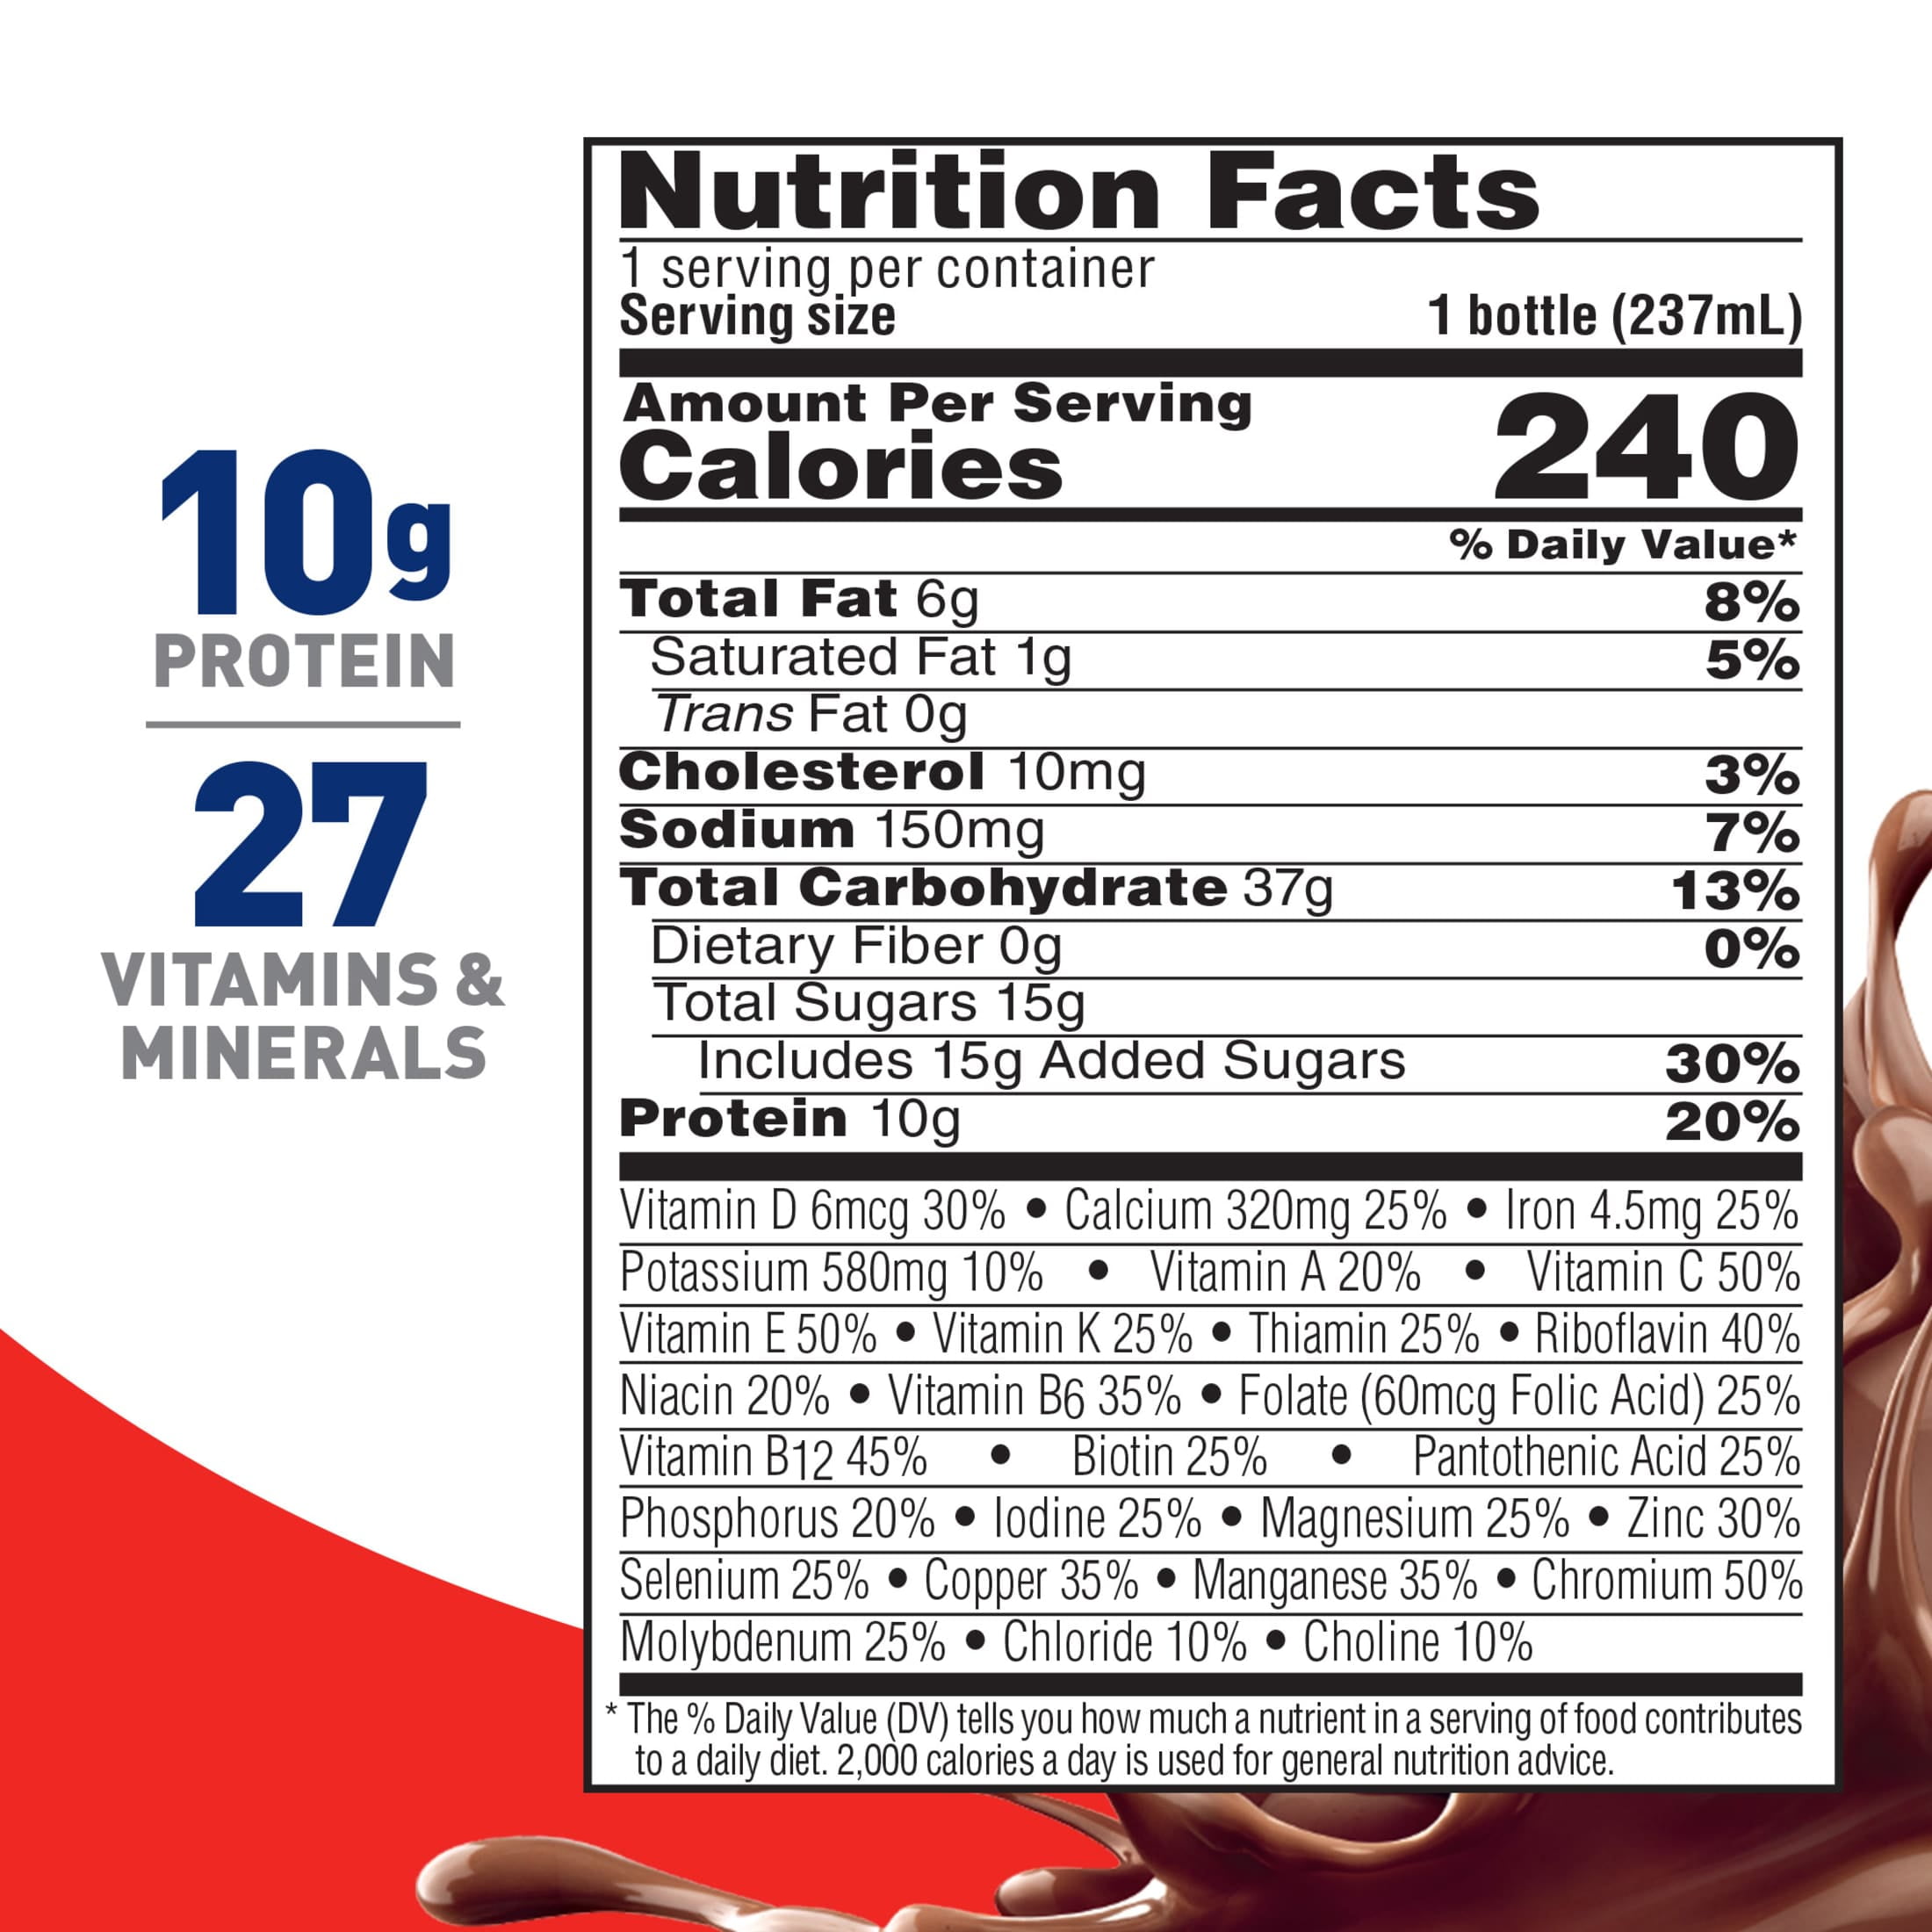 10g
PROTEIN
27
VITAMINS &
MINERALS
Nutrition Facts
1 serving per container
Serving size 1 bottle (237mL)
Amount Per Serving
Calories 240
% Daily Value*
Total Fat 6g 8%
Saturated Fat 1g 5%
Trans Fat 0g
Cholesterol 10mg 3%
Sodium 150mg 7%
Total Carbohydrate 37g 13%
Dietary Fiber 0g 0%
Total Sugars 15g
Includes 15g Added Sugars 30%
Protein 10g 20%
Vitamin D 6mcg 30% • Calcium 320mg 25% • Iron 4.5mg 25%
Potassium 580mg 10% • Vitamin A 20% • Vitamin C 50%
Vitamin E 50% • Vitamin K 25% • Thiamin 25% • Riboflavin 40%
Niacin 20% • Vitamin B6 35% • Folate (60mcg Folic Acid) 25%
Vitamin B12 45% • Biotin 25% • Pantothenic Acid 25%
Phosphorus 20% • Iodine 25% • Magnesium 25% • Zinc 30%
Selenium 25% • Copper 35% • Manganese 35% • Chromium 50%
Molybdenum 25% • Chloride 10% • Choline 10%
* The % Daily Value (DV) tells you how much a nutrient in a serving of food contributes
to a daily diet. 2,000 calories a day is used for general nutrition advice.